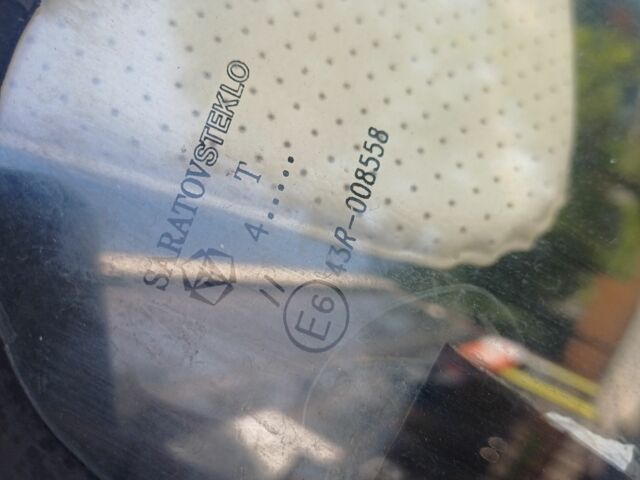 SARATOVSTEKLO
T
// 4.....
E6 43R-008558